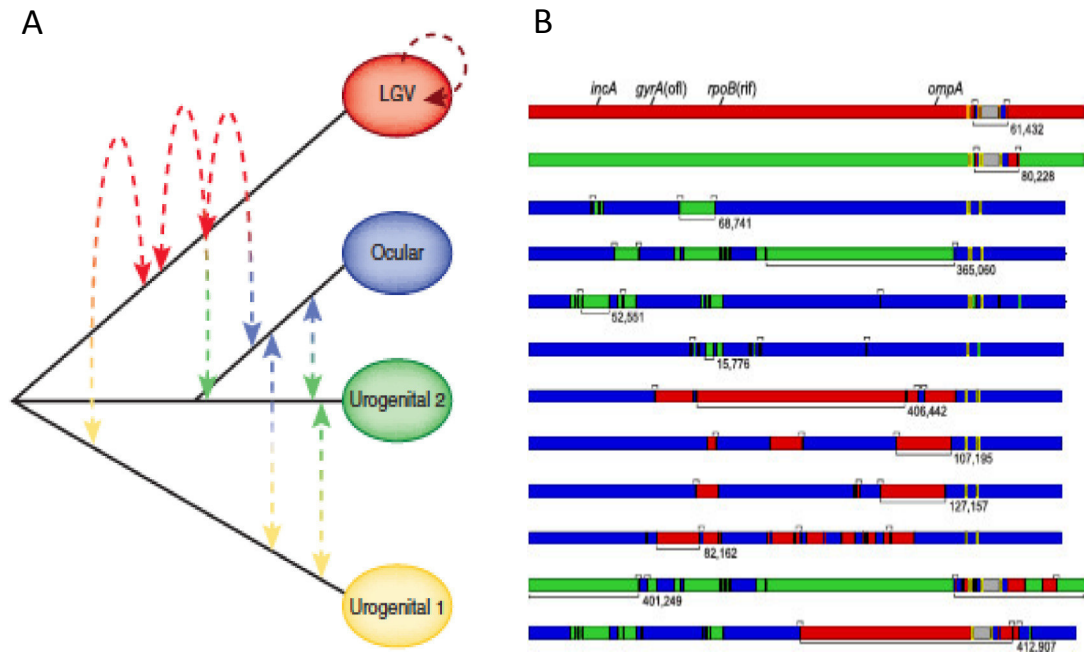 A
B
LGV
Ocular
Urogenital 2
Urogenital 1
incA gyrA(ofl) rpoB(rif) ompA
61,432
80,228
68,741
365,060
52,551
15,776
406,442
107,195
127,157
82,162
401,249
412,907